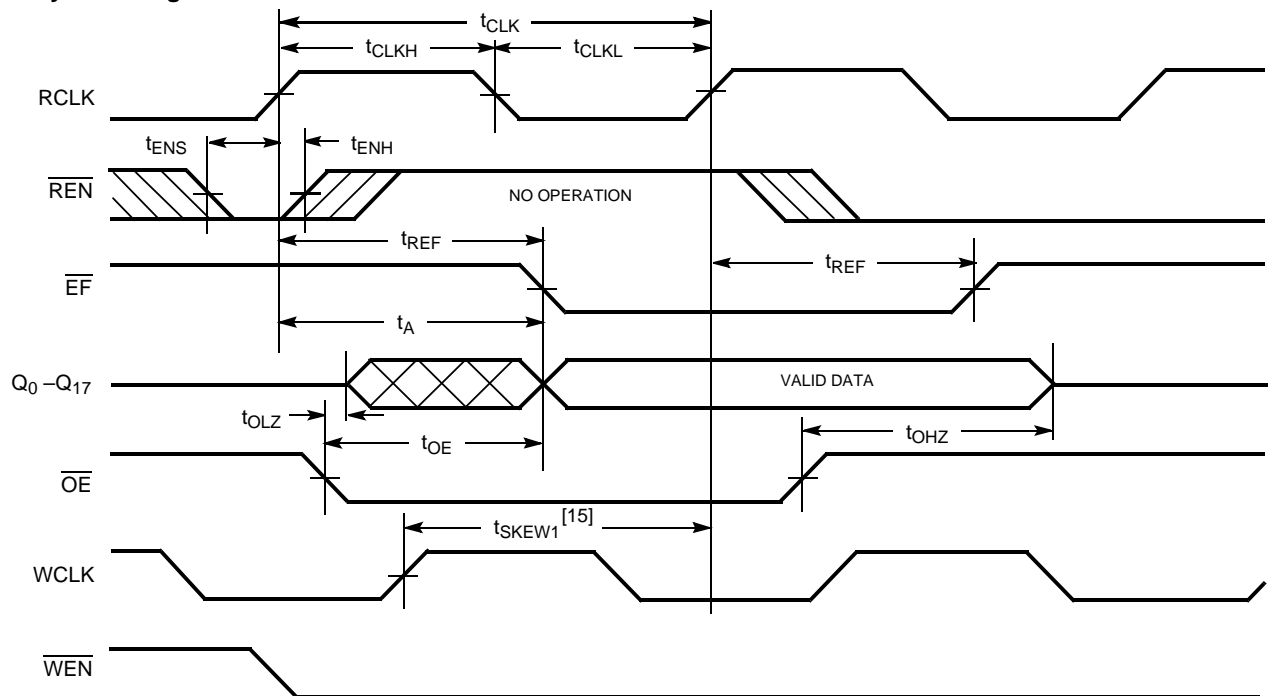 tCLK
tCLKH
tCLKL
RCLK
tENS
tENH
REN
NO OPERATION
tREF
tREF
EF
tA
Q0 –Q17
VALID DATA
tOLZ
tOE
tOHZ
OE
tSKEW1[15]
WCLK
WEN